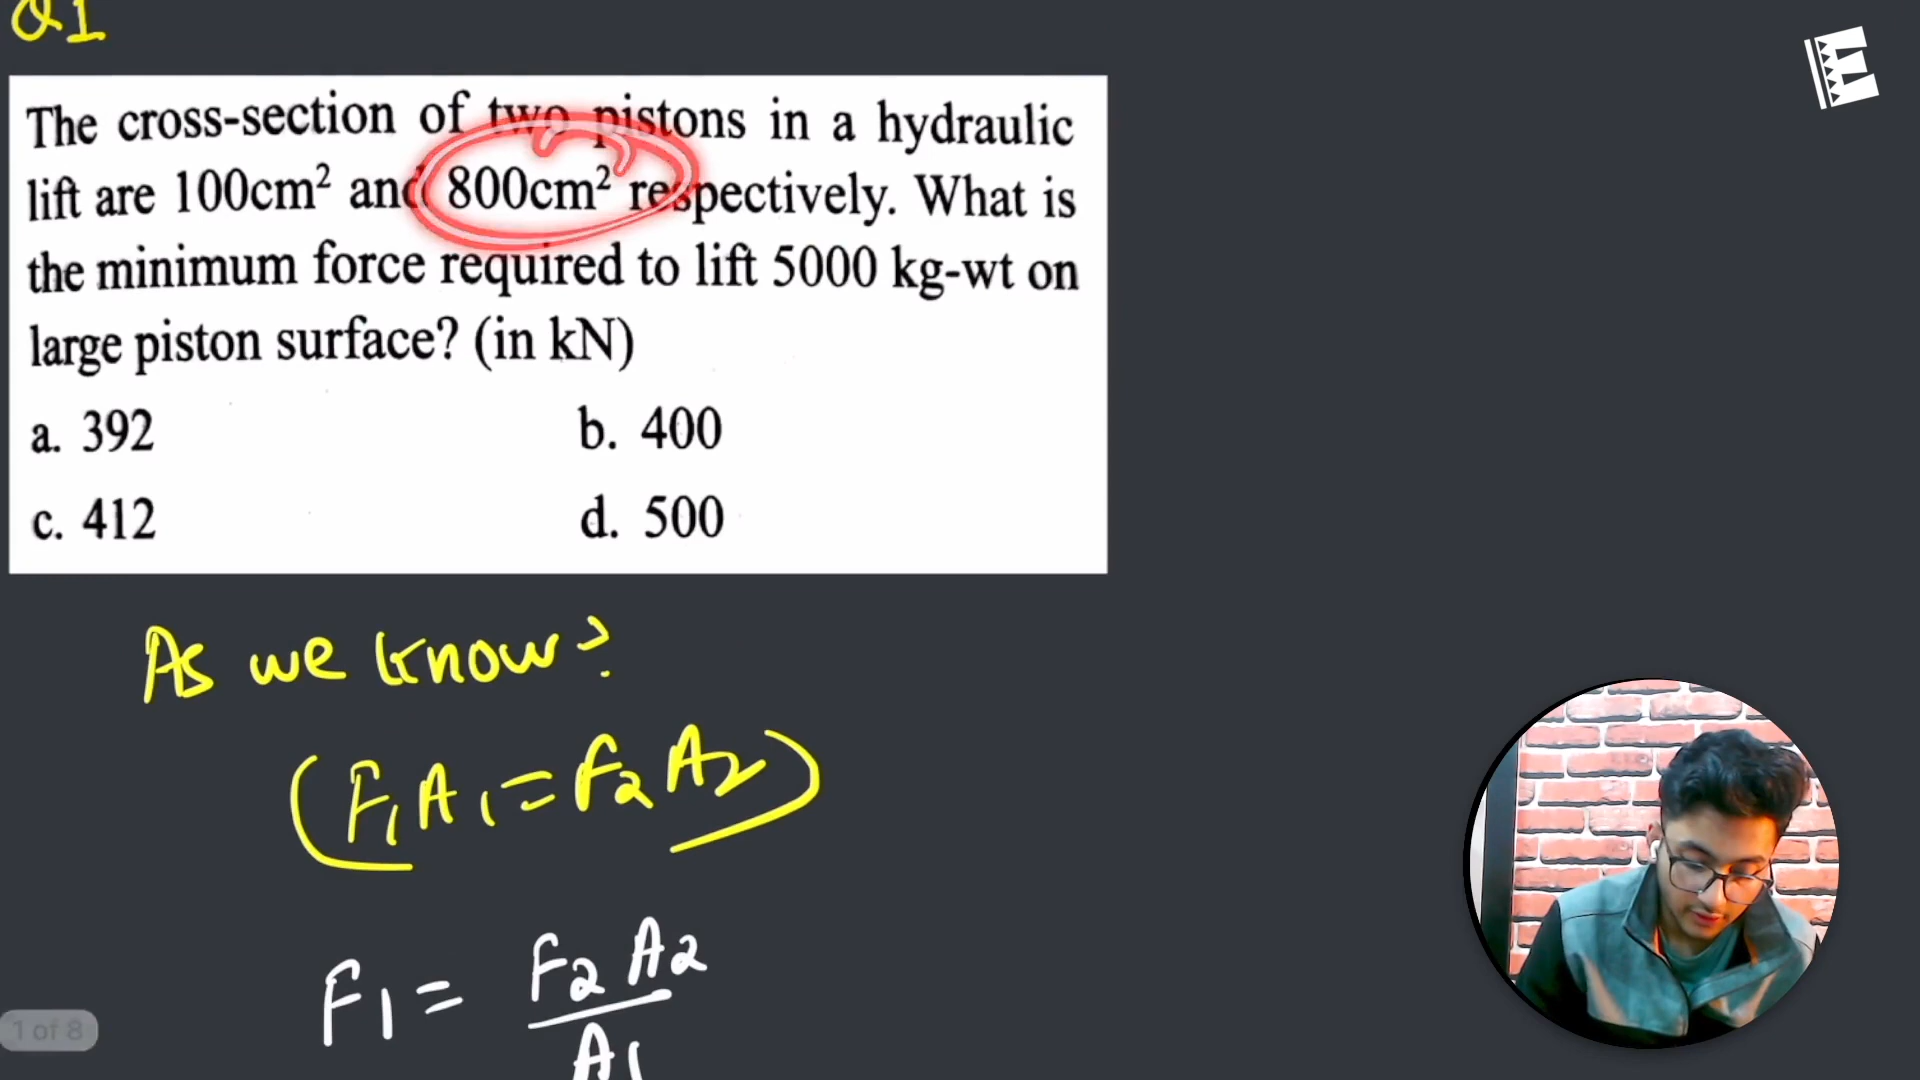 Q1
The cross-section of two pistons in a hydraulic
lift are 100cm² and 800cm² respectively. What is
the minimum force required to lift 5000 kg-wt on
large piston surface? (in kN)
a. 392 b. 400
c. 412 d. 500
As we know:
(F₁A₁=F₂A₂)
F₁= F₂A₂
A₁
1 of 8
E